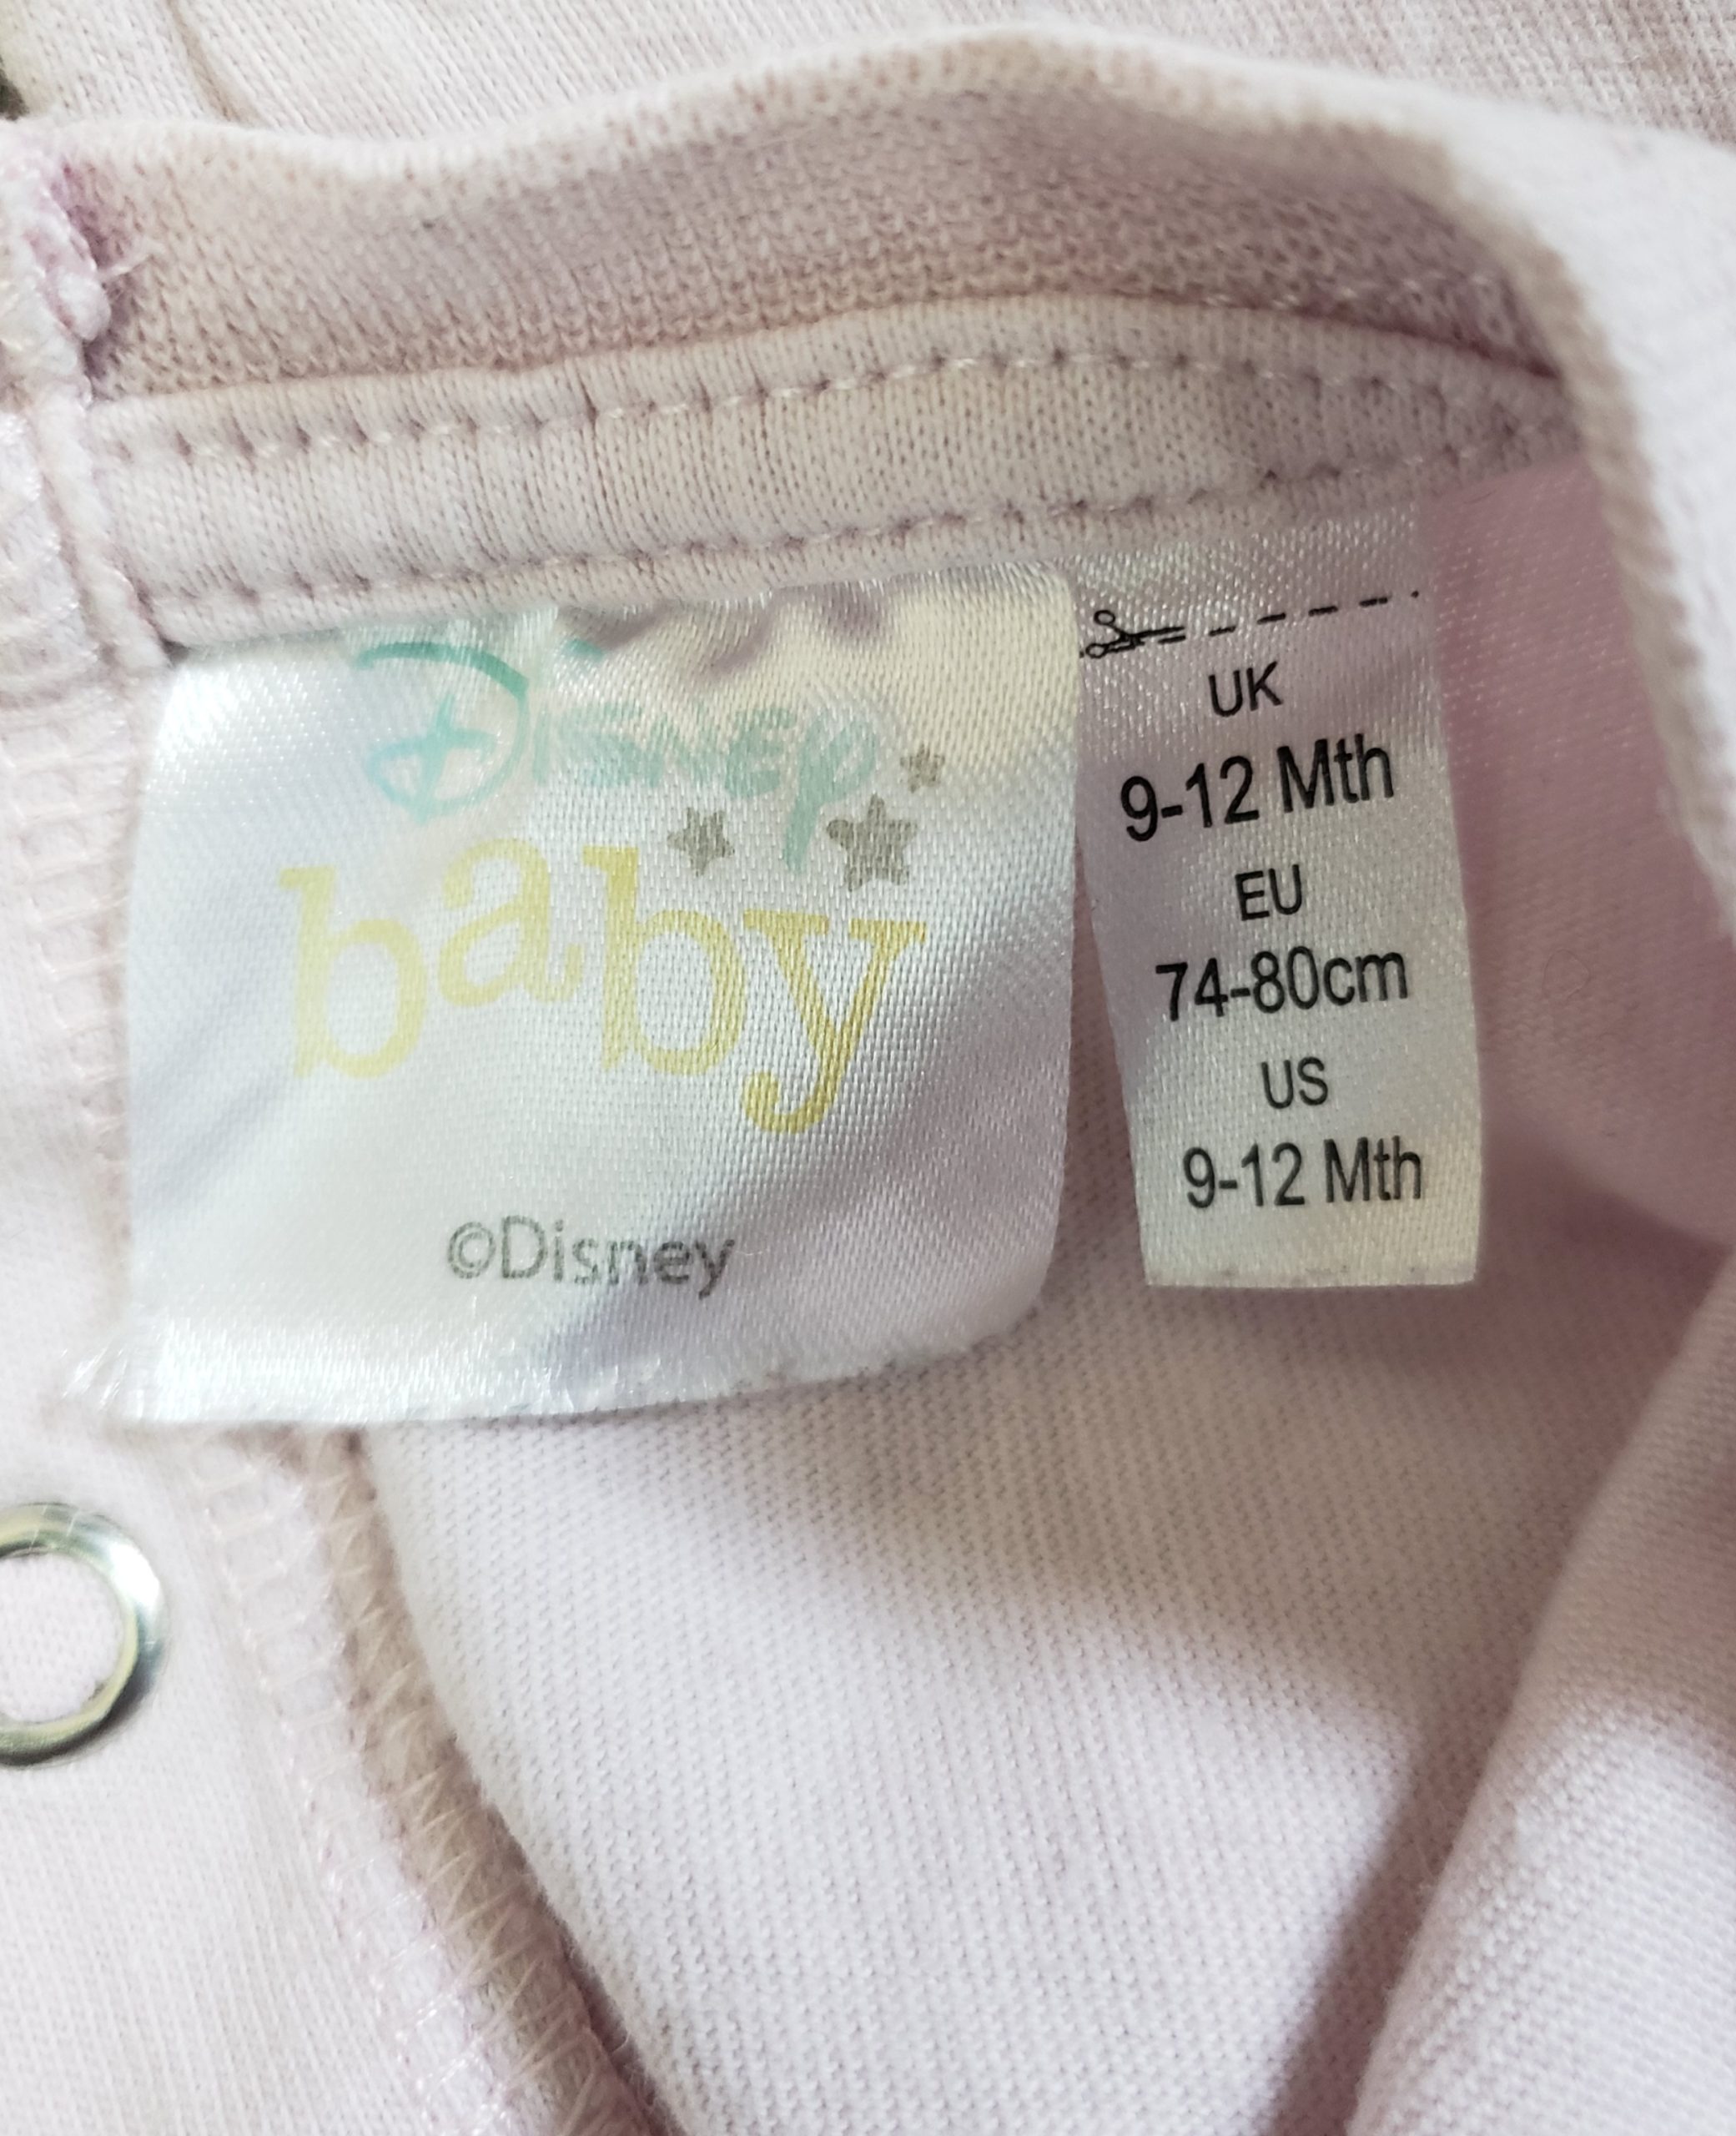 Disney
baby
©Disney
UK
9-12 Mth
EU
74-80cm
US
9-12 Mth